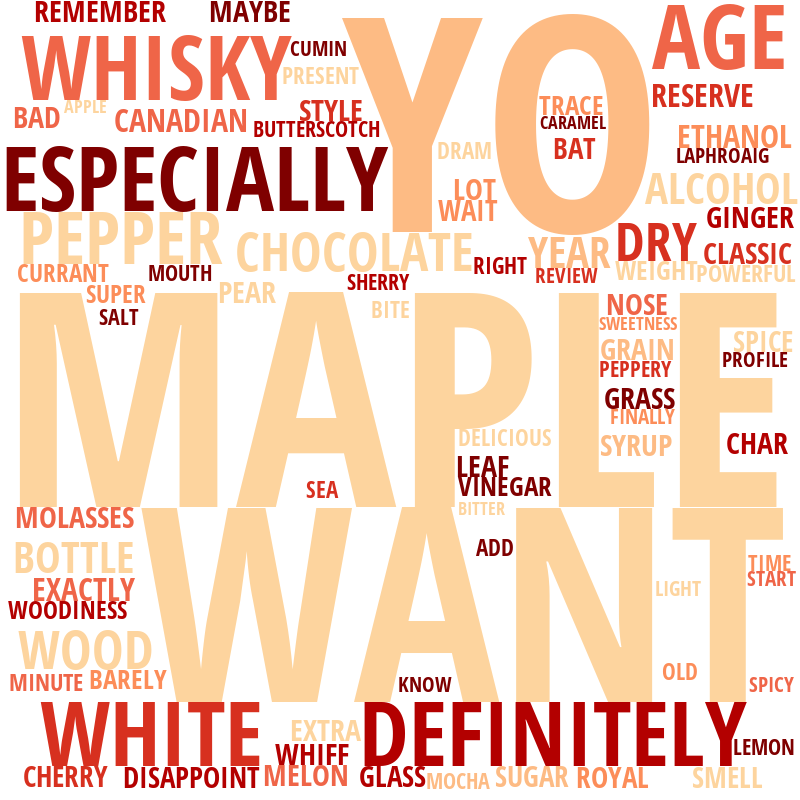 REMEMBER
MAYBE
YO
AGE
WHISKY
CUMIN
PRESENT
APPLE
BAD
CANADIAN
STYLE
BUTTERSCOTCH
TRACE
CARAMEL
BAT
RESERVE
ETHANOL
LAPHROAIG
ESPECIALLY
DRAM
LOT
WAIT
ALCOHOL
GINGER
PEPPER
CHOCOLATE
YEAR
DRY
CLASSIC
CURRANT
MOUTH
SHERRY
RIGHT
REVIEW
WEIGHT
POWERFUL
SUPER
PEAR
SALT
BITE
MAPLE
NOSE
SWEETNESS
GRAIN
SPICE
PROFILE
PEPPERY
GRASS
FINALLY
SYRUP
CHAR
DELICIOUS
LEAF
VINEGAR
SEA
BITTER
MOLASSES
WANT
BOTTLE
ADD
TIME
START
EXACTLY
LIGHT
WOODINESS
WOOD
MINUTE
BARELY
KNOW
OLD
SPICY
WHITE
EXTRA
DEFINITELY
WHIFF
LEMON
CHERRY
DISAPPOINT
MELON
GLASS
MOCHA
SUGAR
ROYAL
SMELL